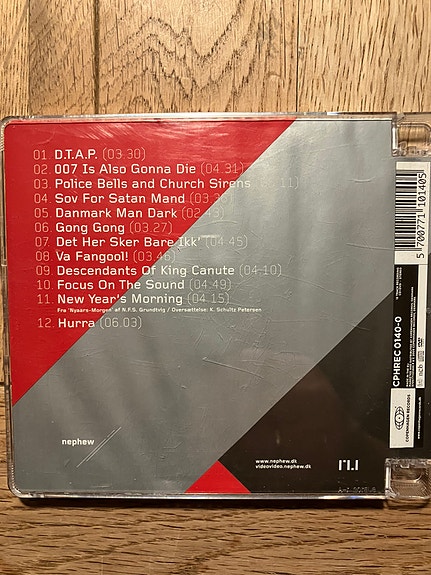 01. D.T.A.P. (03.30)
02. 007 Is Also Gonna Die (04.31)
03. Police Bells and Church Sirens
04. Sov For Satan Mand
05. Danmark Man Dark (02.43)
06. Gong Gong (03.27)
07. Det Her Sker Bare Ikk' (04.45)
08. Va Fangool! (03.46)
09. Descendants Of King Canute (04.10)
10. Focus On The Sound (04.49)
11. New Year's Morning (04.15)
Fra 'Nyaars-Morgen' af N.F.S. Grundtvig / Oversættelse: K. Schultz Petersen
12. Hurra (06.03)
nephew
www.nephew.dk
videovideo.nephew.dk
5 700771 101405
CPHREC 0140-0
COPENHAGEN RECORDS